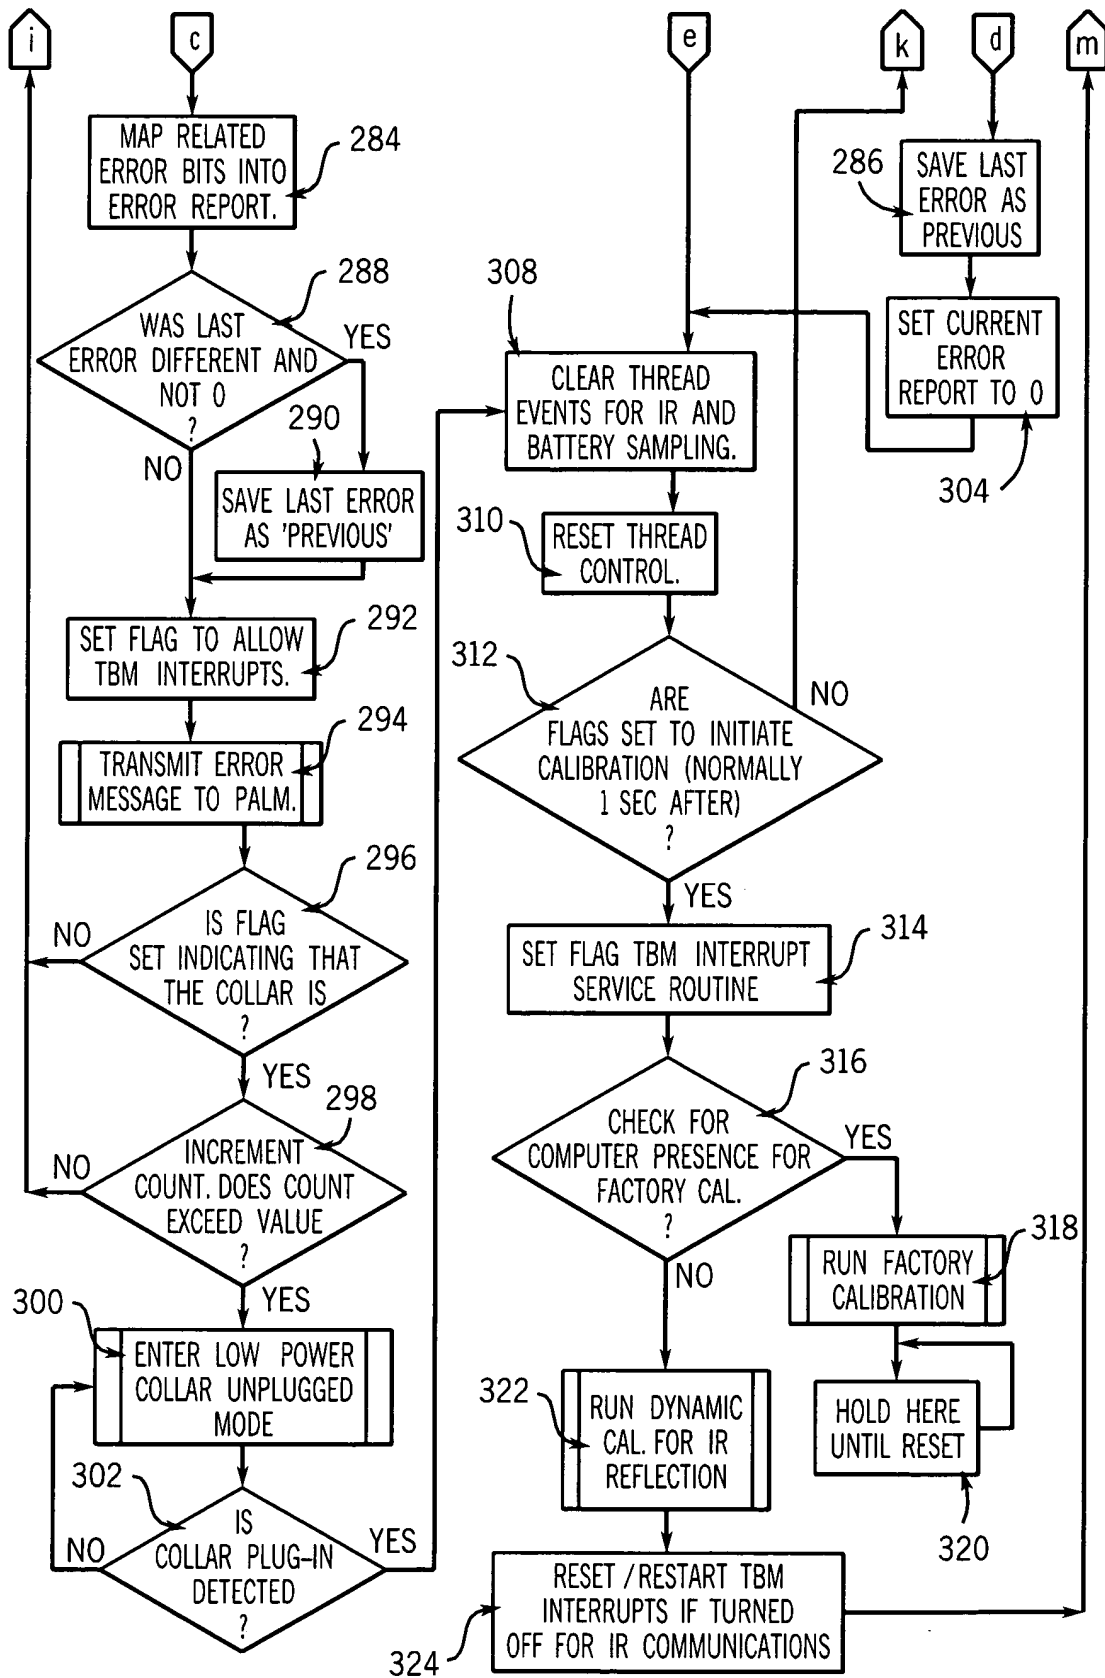 i
c
e
k
d
m
MAP RELATED
ERROR BITS INTO
ERROR REPORT.
284
WAS LAST
ERROR DIFFERENT AND
NOT 0
?
288
YES
NO
290
SAVE LAST ERROR
AS 'PREVIOUS'
SET FLAG TO ALLOW
TBM INTERRUPTS.
292
TRANSMIT ERROR
MESSAGE TO PALM.
294
IS FLAG
SET INDICATING THAT
THE COLLAR IS
?
296
NO
YES
INCREMENT
COUNT. DOES COUNT
EXCEED VALUE
?
298
NO
YES
300
ENTER LOW POWER
COLLAR UNPLUGGED
MODE
302
IS
COLLAR PLUG-IN
DETECTED
?
NO
YES
308
CLEAR THREAD
EVENTS FOR IR AND
BATTERY SAMPLING.
310
RESET THREAD
CONTROL.
312
ARE
FLAGS SET TO INITIATE
CALIBRATION (NORMALLY
1 SEC AFTER)
?
NO
YES
SET FLAG TBM INTERRUPT
SERVICE ROUTINE
314
316
CHECK FOR
COMPUTER PRESENCE FOR
FACTORY CAL.
?
YES
NO
RUN FACTORY
CALIBRATION
318
HOLD HERE
UNTIL RESET
320
322
RUN DYNAMIC
CAL. FOR IR
REFLECTION
RESET / RESTART TBM
INTERRUPTS IF TURNED
OFF FOR IR COMMUNICATIONS
324
286
SAVE LAST
ERROR AS
PREVIOUS
SET CURRENT
ERROR
REPORT TO 0
304